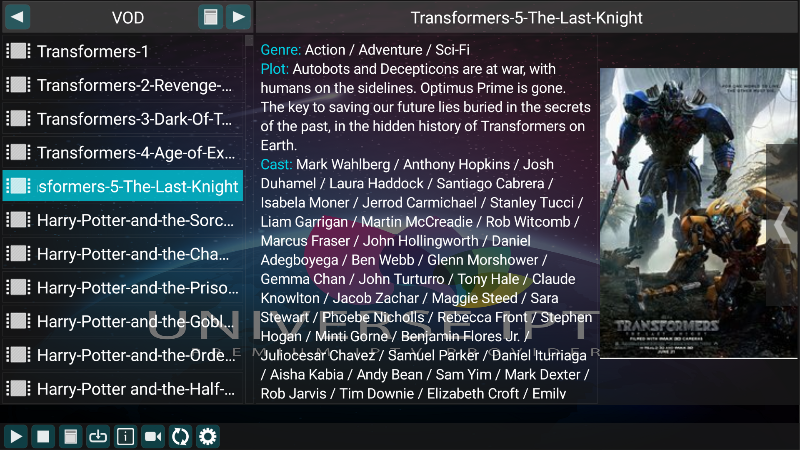 VOD
Transformers-5-The-Last-Knight
Transformers-1
Transformers-2-Revenge-...
Transformers-3-Dark-Of-T...
Transformers-4-Age-of-Ex...
sformers-5-The-Last-Knight
Harry-Potter-and-the-Sorc...
Harry-Potter-and-the-Cha...
Harry-Potter-and-the-Priso...
Harry-Potter-and-the-Gobl...
Harry-Potter-and-the-Orde...
Harry-Potter and-the-Half-...
Genre: Action / Adventure / Sci-Fi
Plot: Autobots and Decepticons are at war, with
humans on the sidelines. Optimus Prime is gone.
The key to saving our future lies buried in the secrets
of the past, in the hidden history of Transformers on
Earth.
Cast: Mark Wahlberg / Anthony Hopkins / Josh
Duhamel / Laura Haddock / Santiago Cabrera /
Isabela Moner / Jerrod Carmichael / Stanley Tucci /
Liam Garrigan / Martin McCreadie / Rob Witcomb /
Marcus Fraser / John Hollingworth / Daniel
Adegboyega / Ben Webb / Glenn Morshower /
Gemma Chan / John Turturro / Tony Hale / Claude
Knowlton / Jacob Zachar / Maggie Steed / Sara
Stewart / Phoebe Nicholls / Rebecca Front / Stephen
Hogan / Minti Gorne / Benjamin Flores Jr. /
Juliocesar Chavez / Samuel Parker / Daniel Iturriaga
/ Aisha Kabia / Andy Bean / Sam Yim / Mark Dexter /
Rob Jarvis / Tim Downie / Elizabeth Croft / Emily
UNIVERSE IPT
TRANSFORMERS
THE LAST KNIGHT
JUNE 21